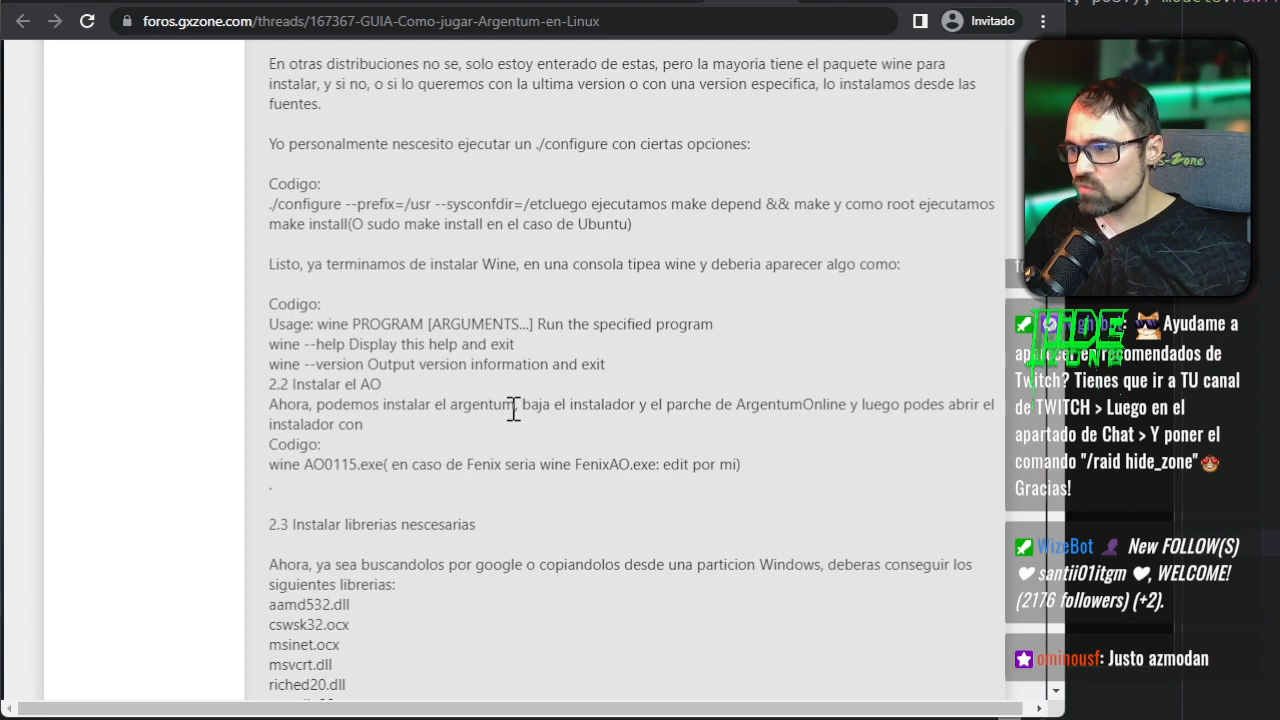 foros.gxzone.com/threads/167367-GUIA-Como-jugar-Argentum-en-Linux
Invitado
En otras distribuciones no se, solo estoy enterado de estas, pero la mayoria tiene el paquete wine para
instalar, y si no, o si lo queremos con la ultima version o con una version especifica, lo instalamos desde las
fuentes.
Yo personalmente nescesito ejecutar un ./configure con ciertas opciones:
Codigo:
./configure --prefix=/usr --sysconfdir=/etcluego ejecutamos make depend && make y como root ejecutamos
make install(O sudo make install en el caso de Ubuntu)
Listo, ya terminamos de instalar Wine, en una consola tipea wine y deberia aparecer algo como:
Codigo:
Usage: wine PROGRAM [ARGUMENTS...] Run the specified program
wine --help Display this help and exit
wine --version Output version information and exit
2.2 Instalar el AO
Ahora, podemos instalar el argentum, baja el instalador y el parche de ArgentumOnline y luego podes abrir el
instalador con
Codigo:
wine AO0115.exe( en caso de Fenix seria wine FenixAO.exe: edit por mi)
.
2.3 Instalar librerias nescesarias
Ahora, ya sea buscandolos por google o copiandolos desde una particion Windows, deberas conseguir los
siguientes librerias:
aamd532.dll
cswsk32.ocx
msinet.ocx
msvcrt.dll
riched20.dll
S-Zone
HiDE
Ayudame a
en recomendados de
Twitch? Tienes que ir a TU canal
de TWITCH > Luego en el
apartado de Chat > Y poner el
comando "/raid hide_zone"
Gracias!
WizeBot New FOLLOW(S)
santii01itgm , WELCOME!
(2176 followers) (+2).
ominousf: Justo azmodan